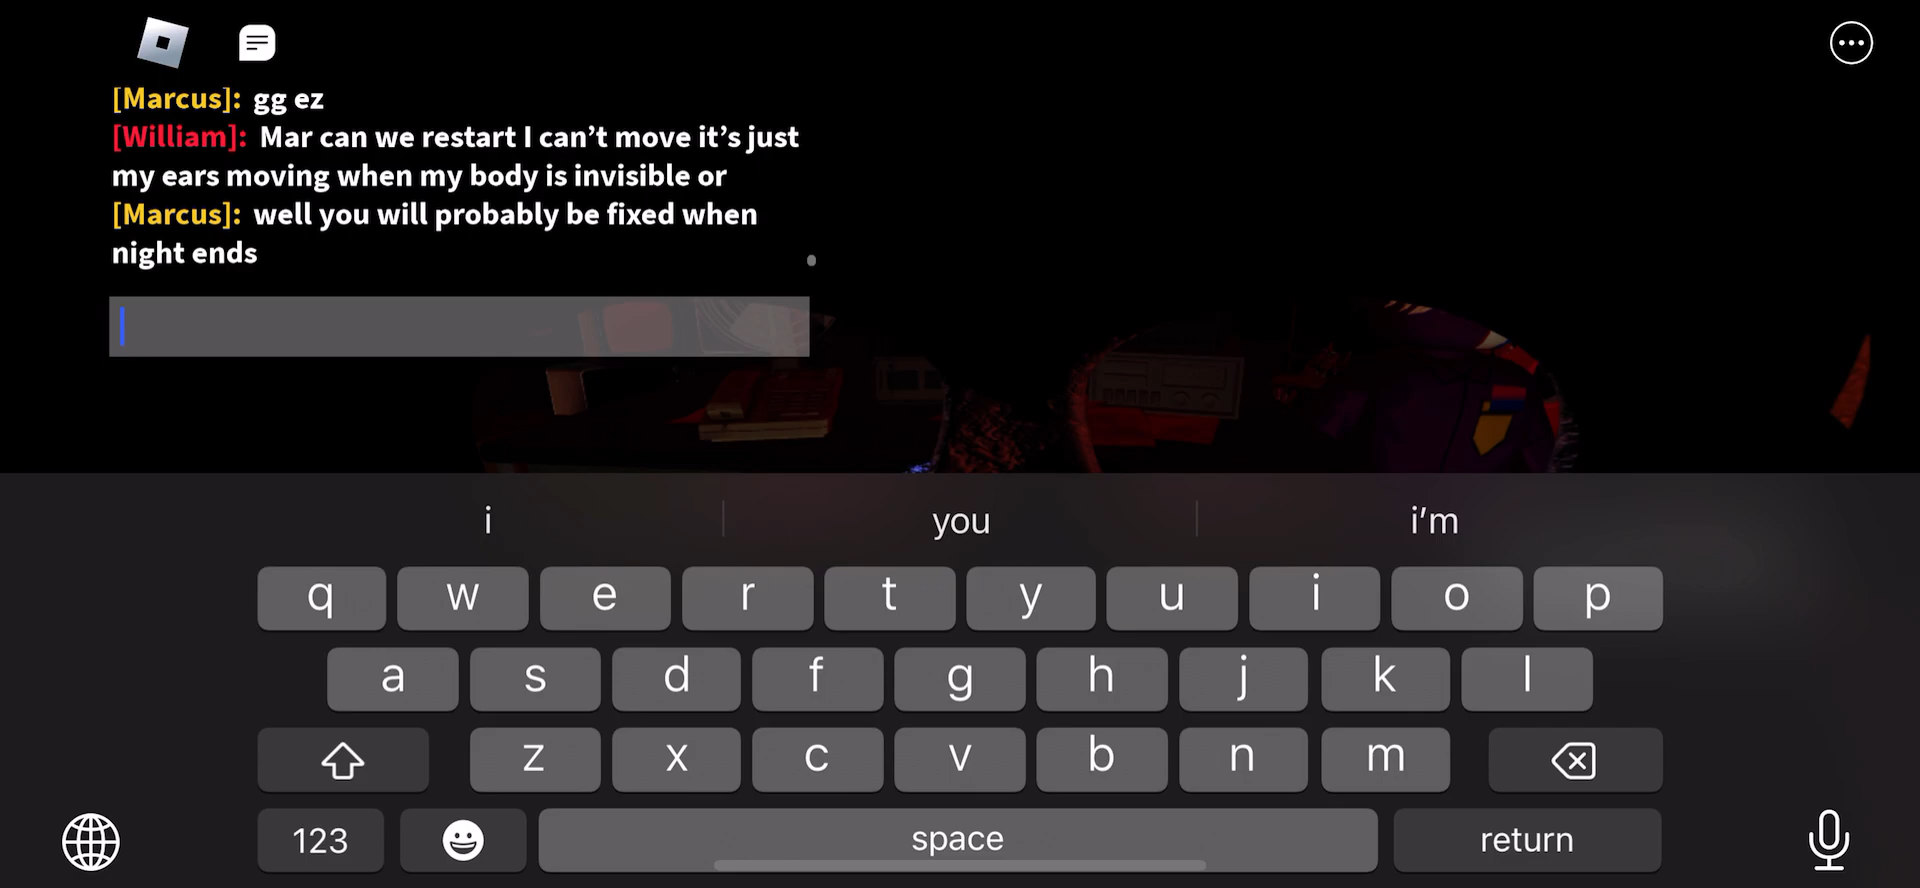 [Marcus]: gg ez
[William]: Mar can we restart I can’t move it’s just
my ears moving when my body is invisible or
[Marcus]: well you will probably be fixed when
night ends
i you i’m
q w e r t y u i o p
a s d f g h j k l
z x c v b n m
123 space return